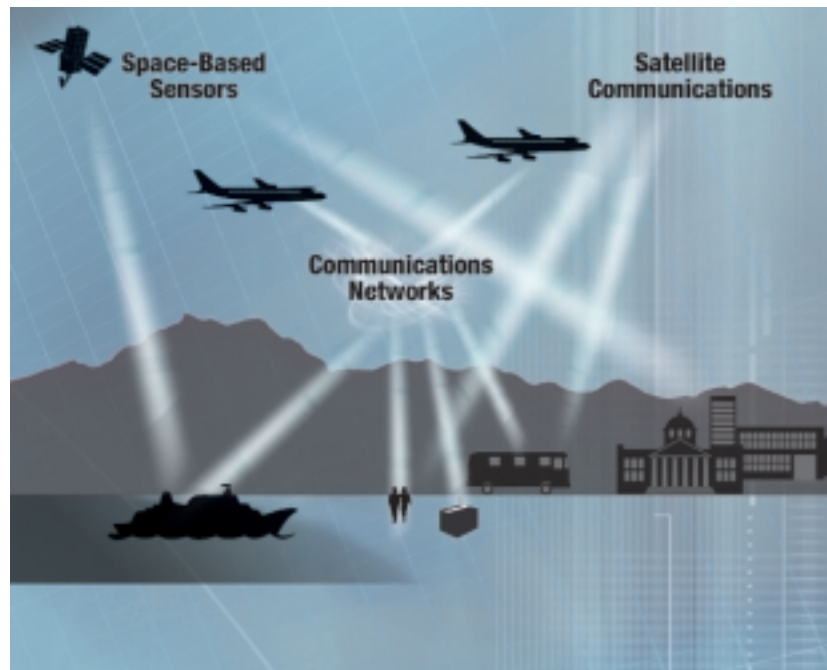 Space-Based
Sensors
Satellite
Communications
Communications
Networks